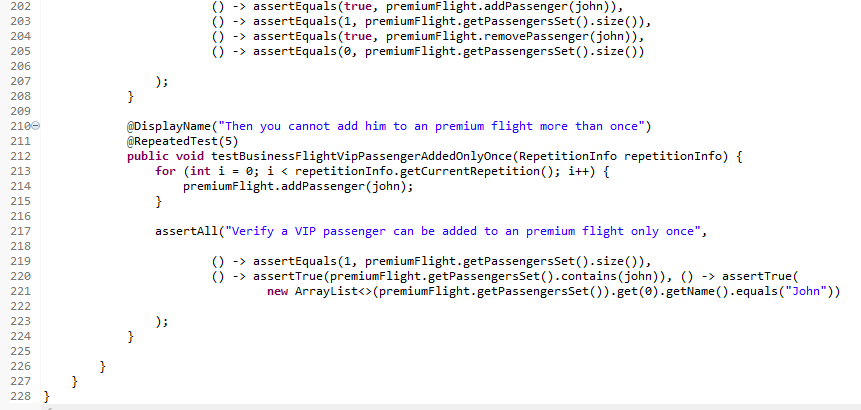 202 () -> assertEquals(true, premiumFlight.addPassenger(john)),
203 () -> assertEquals(1, premiumFlight.getPassengersSet().size()),
204 () -> assertEquals(true, premiumFlight.removePassenger(john)),
205 () -> assertEquals(0, premiumFlight.getPassengersSet().size())
206
207 );
208 }
209
210 @DisplayName("Then you cannot add him to an premium flight more than once")
211 @RepeatedTest(5)
212 public void testBusinessFlightVipPassengerAddedOnlyOnce(RepetitionInfo repetitionInfo) {
213 for (int i = 0; i < repetitionInfo.getCurrentRepetition(); i++) {
214 premiumFlight.addPassenger(john);
215 }
216
217 assertAll("Verify a VIP passenger can be added to an premium flight only once",
218
219 () -> assertEquals(1, premiumFlight.getPassengersSet().size()),
220 () -> assertTrue(premiumFlight.getPassengersSet().contains(john)), () -> assertTrue(
221 new ArrayList<>(premiumFlight.getPassengersSet()).get(0).getName().equals("John"))
222
223 );
224 }
225
226 }
227 }
228 }